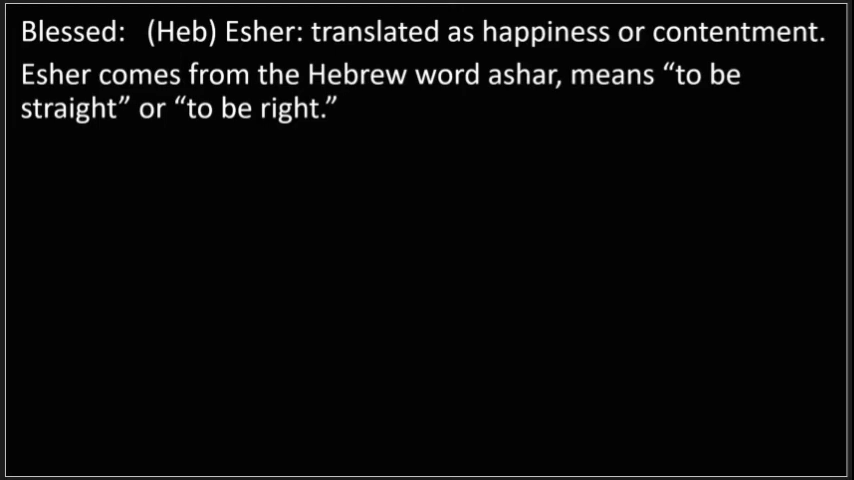 Blessed:   (Heb) Esher: translated as happiness or contentment.
Esher comes from the Hebrew word ashar, means “to be
straight” or “to be right.”